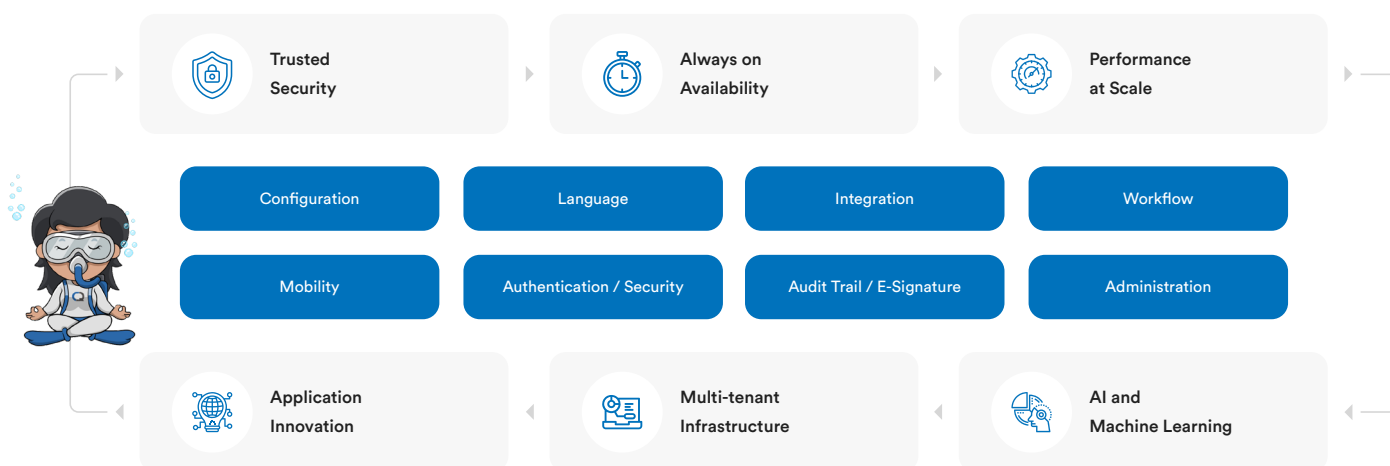 Trusted
Security
Always on
Availability
Performance
at Scale
Configuration
Language
Integration
Workflow
Mobility
Authentication / Security
Audit Trail / E-Signature
Administration
Application
Innovation
Multi-tenant
Infrastructure
AI and
Machine Learning